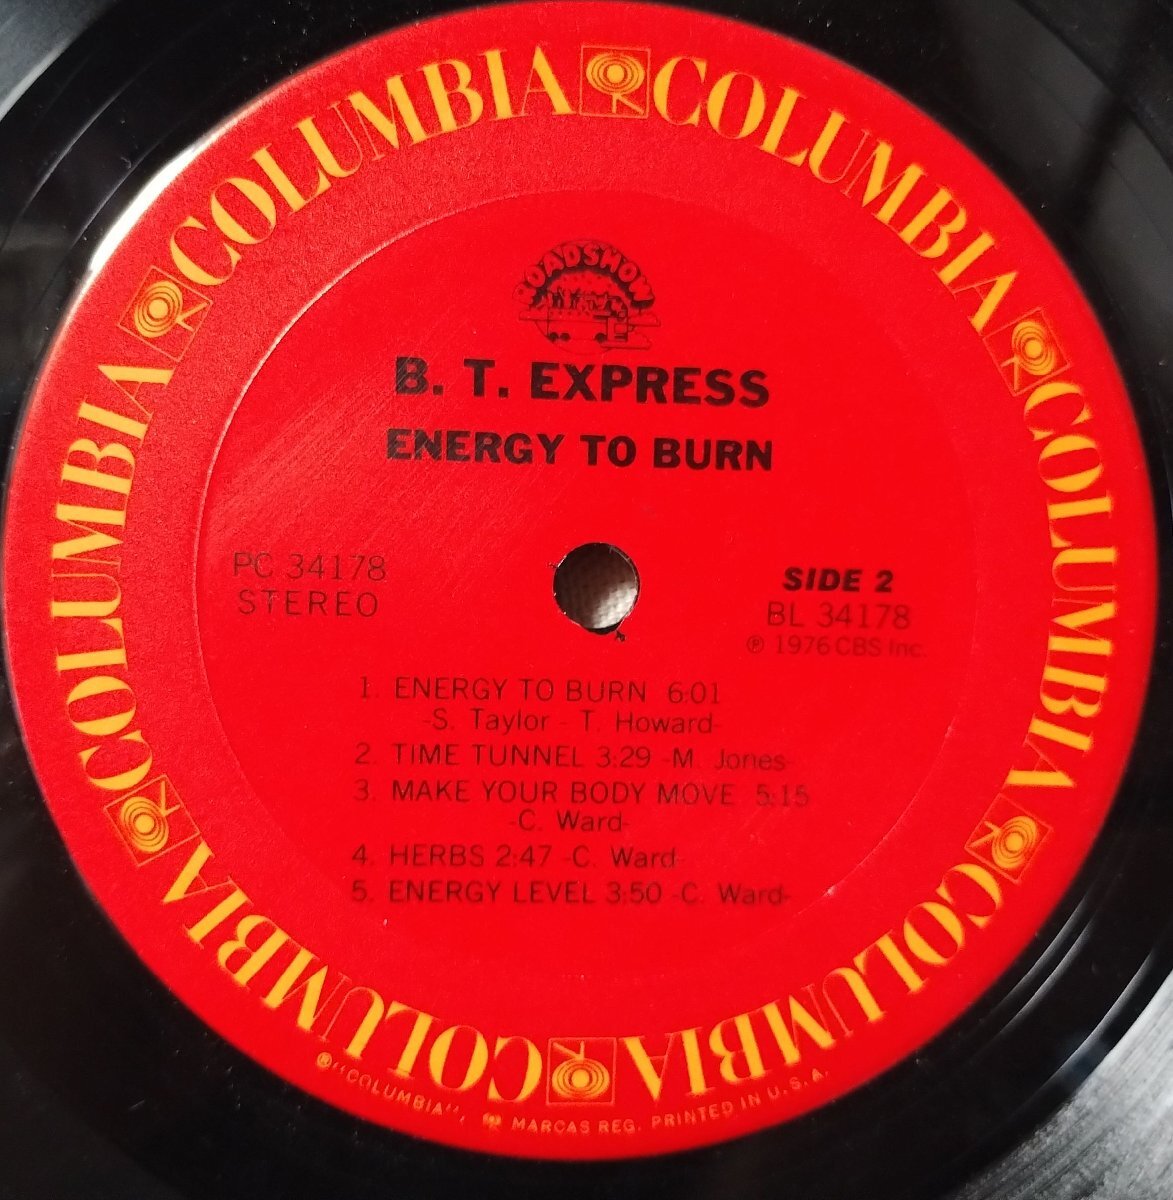 COLUMBIA COLUMBIA COLUMBIA COLUMBIA COLUMBIA COLUMBIA
ROADSHOW
B. T. EXPRESS
ENERGY TO BURN
PC 34178
STEREO
SIDE 2
BL 34178
℗ 1976 CBS Inc.
1. ENERGY TO BURN 6:01
-S. Taylor - T. Howard-
2. TIME TUNNEL 3:29 -M. Jones-
3. MAKE YOUR BODY MOVE 5:15
-C. Ward-
4. HERBS 2:47 -C. Ward-
5. ENERGY LEVEL 3:50 -C. Ward-
®"COLUMBIA", MARCAS REG. PRINTED IN U.S.A.